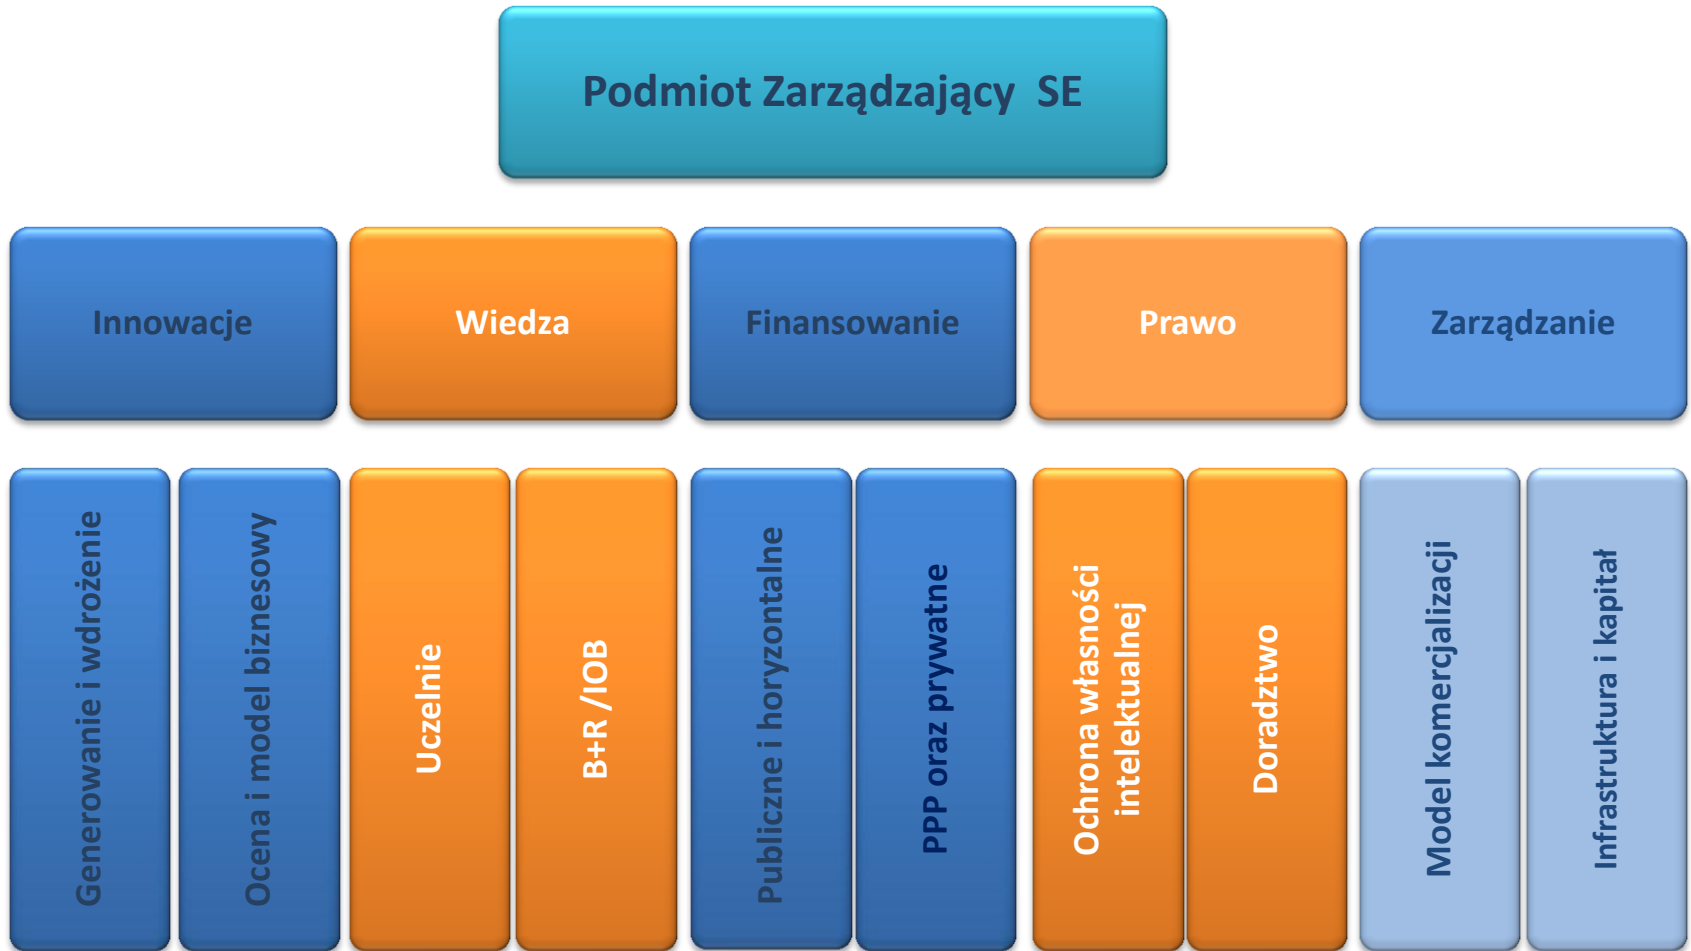 Podmiot Zarządzający SE
Innowacje
Wiedza
Finansowanie
Prawo
Zarządzanie
Generowanie i wdrożenie
Ocena i model biznesowy
Uczelnie
B+R /IOB
Publiczne i horyzontalne
PPP oraz prywatne
Ochrona własności
intelektualnej
Doradztwo
Model komercjalizacji
Infrastruktura i kapitał